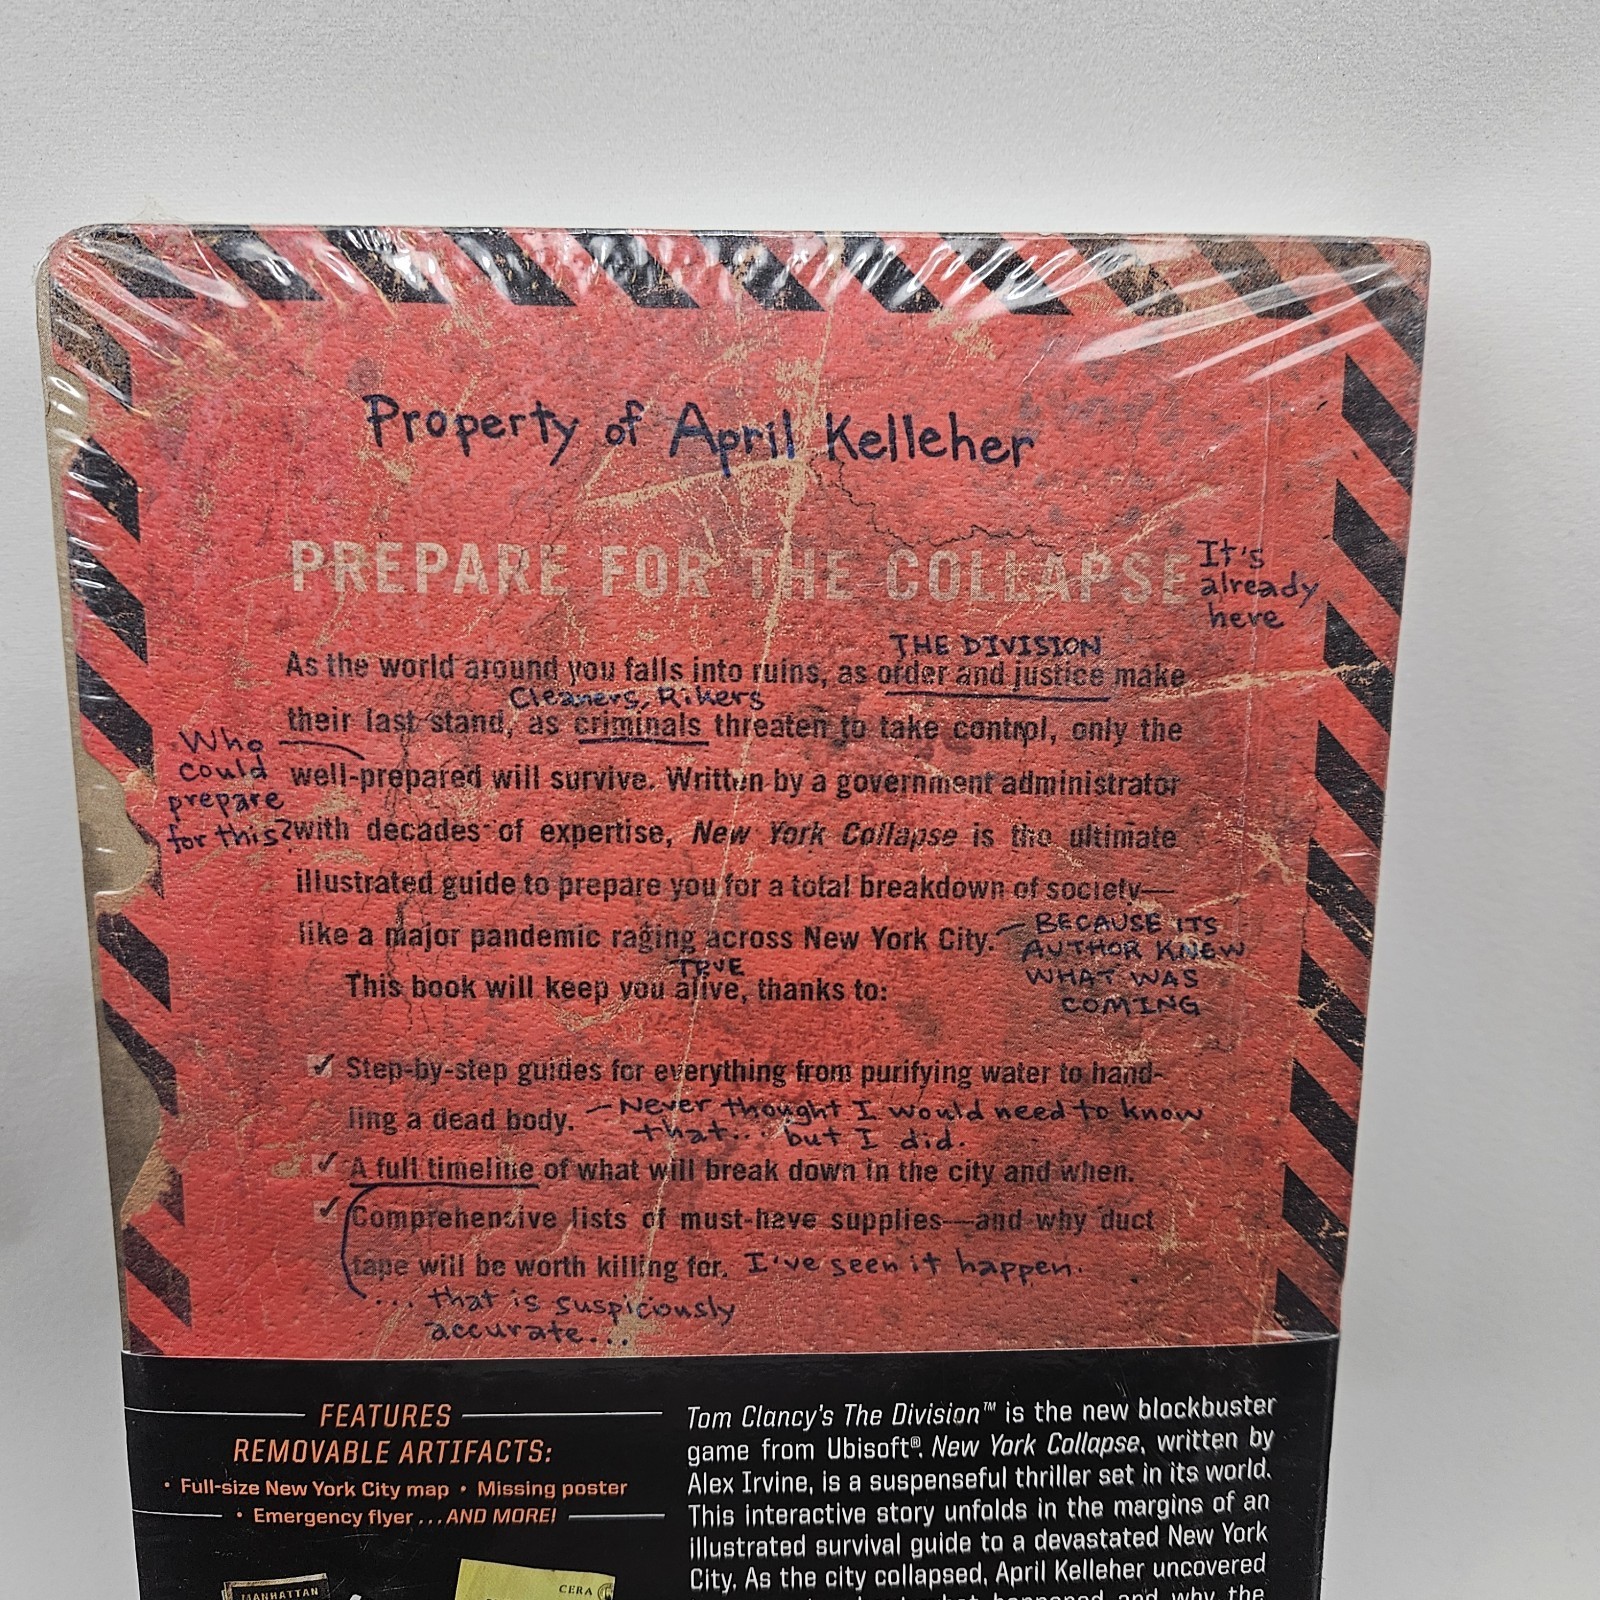 Property of April Kelleher
PREPARE FOR THE COLLAPSE
It's
already
here
THE DIVISION
As the world around you falls into ruins, as order and justice make
Cleaners, Rikers
their last stand, as criminals threaten to take control, only the
Who
could
prepare
for this?
well-prepared will survive. Written by a government administrator
with decades of expertise, New York Collapse is the ultimate
illustrated guide to prepare you for a total breakdown of society—
like a major pandemic raging across New York City.
— BECAUSE ITS
AUTHOR KNEW
WHAT WAS
COMING
TRUE
This book will keep you alive, thanks to:
✓ Step-by-step guides for everything from purifying water to hand-
ling a dead body. — Never thought I would need to know
that... but I did.
✓ A full timeline of what will break down in the city and when.
✓ Comprehensive lists of must-have supplies—and why duct
tape will be worth killing for. I've seen it happen.
... that is suspiciously
accurate...
FEATURES
REMOVABLE ARTIFACTS:
• Full-size New York City map • Missing poster
• Emergency flyer ... AND MORE!
MANHATTAN
CERA
Tom Clancy's The Division™ is the new blockbuster
game from Ubisoft®. New York Collapse, written by
Alex Irvine, is a suspenseful thriller set in its world.
This interactive story unfolds in the margins of an
illustrated survival guide to a devastated New York
City. As the city collapsed, April Kelleher uncovered
what happened and why the